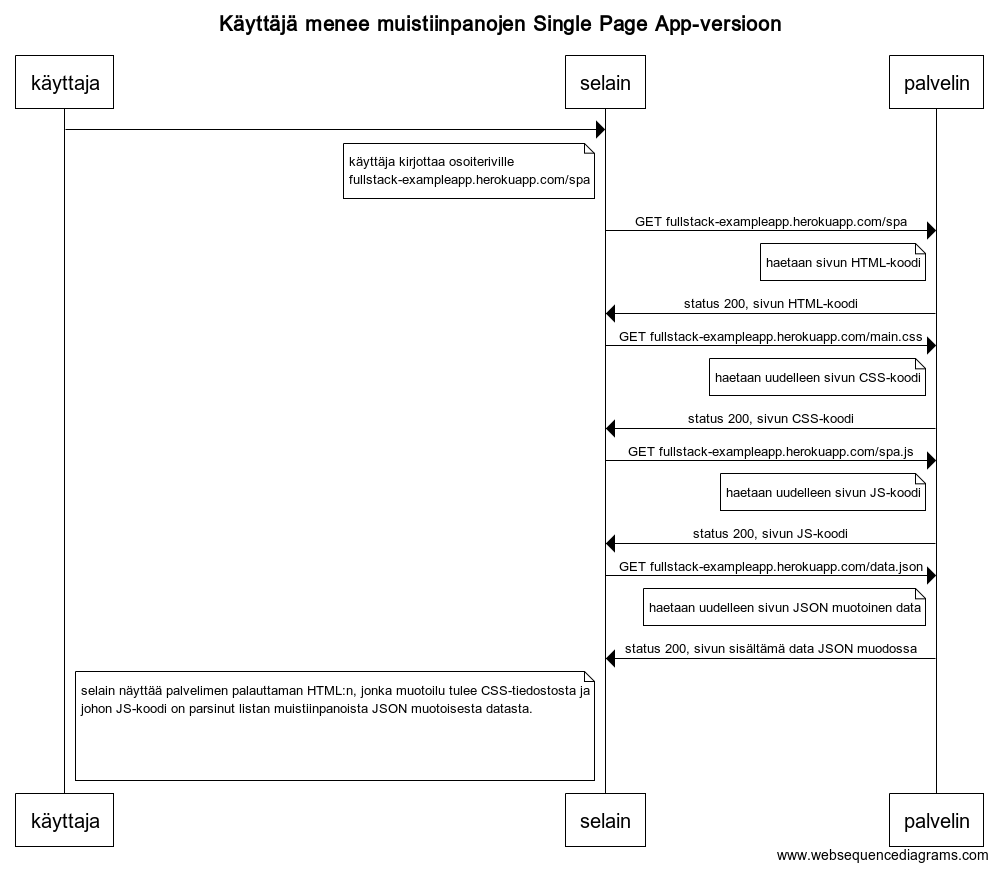 Käyttäjä menee muistiinpanojen Single Page App-versioon
käyttaja
selain
palvelin
käyttäja kirjottaa osoiteriville
fullstack-exampleapp.herokuapp.com/spa
GET fullstack-exampleapp.herokuapp.com/spa
haetaan sivun HTML-koodi
status 200, sivun HTML-koodi
GET fullstack-exampleapp.herokuapp.com/main.css
haetaan uudelleen sivun CSS-koodi
status 200, sivun CSS-koodi
GET fullstack-exampleapp.herokuapp.com/spa.js
haetaan uudelleen sivun JS-koodi
status 200, sivun JS-koodi
GET fullstack-exampleapp.herokuapp.com/data.json
haetaan uudelleen sivun JSON muotoinen data
status 200, sivun sisältämä data JSON muodossa
selain näyttää palvelimen palauttaman HTML:n, jonka muotoilu tulee CSS-tiedostosta ja
johon JS-koodi on parsinut listan muistiinpanoista JSON muotoisesta datasta.
käyttaja
selain
palvelin
www.websequencediagrams.com